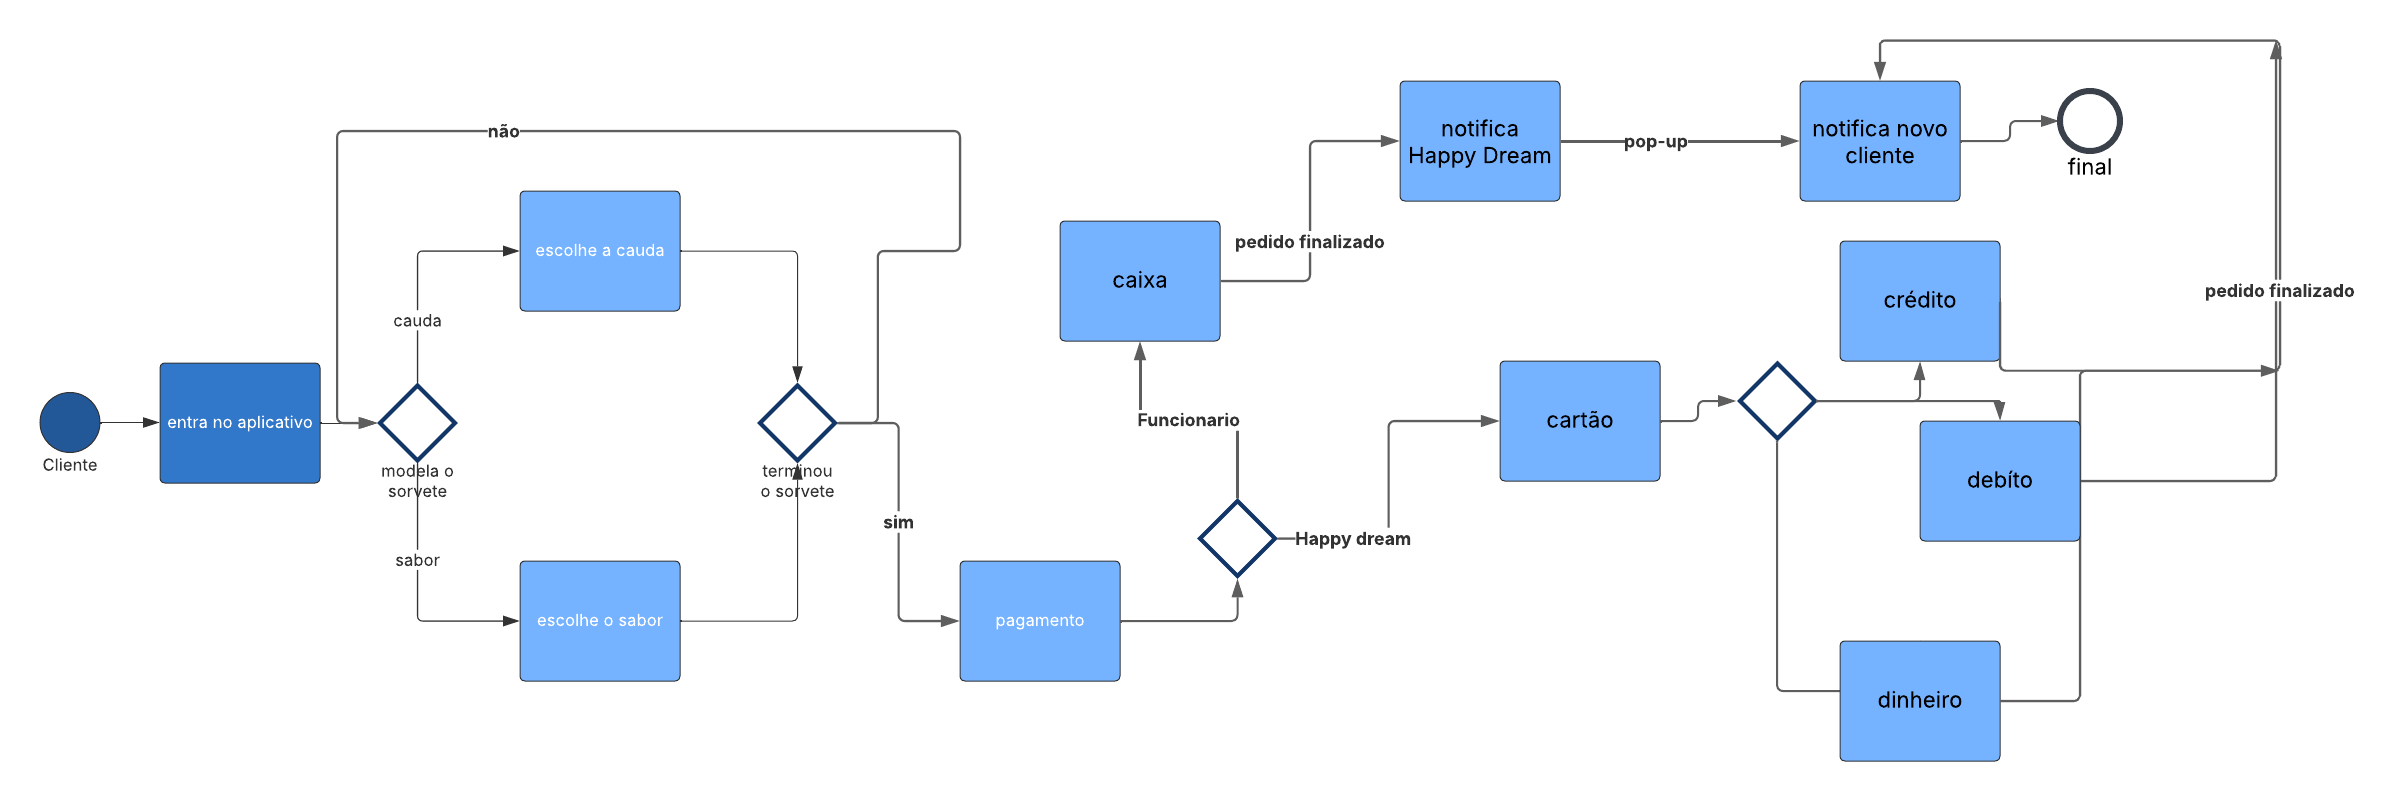 não
notifica
Happy Dream
pop-up
notifica novo
cliente
final
escolhe a cauda
pedido finalizado
caixa
crédito
pedido finalizado
cauda
entra no aplicativo
Cliente
modela o
sorvete
terminou
o sorvete
Funcionario
cartão
debíto
sim
Happy dream
sabor
escolhe o sabor
pagamento
dinheiro